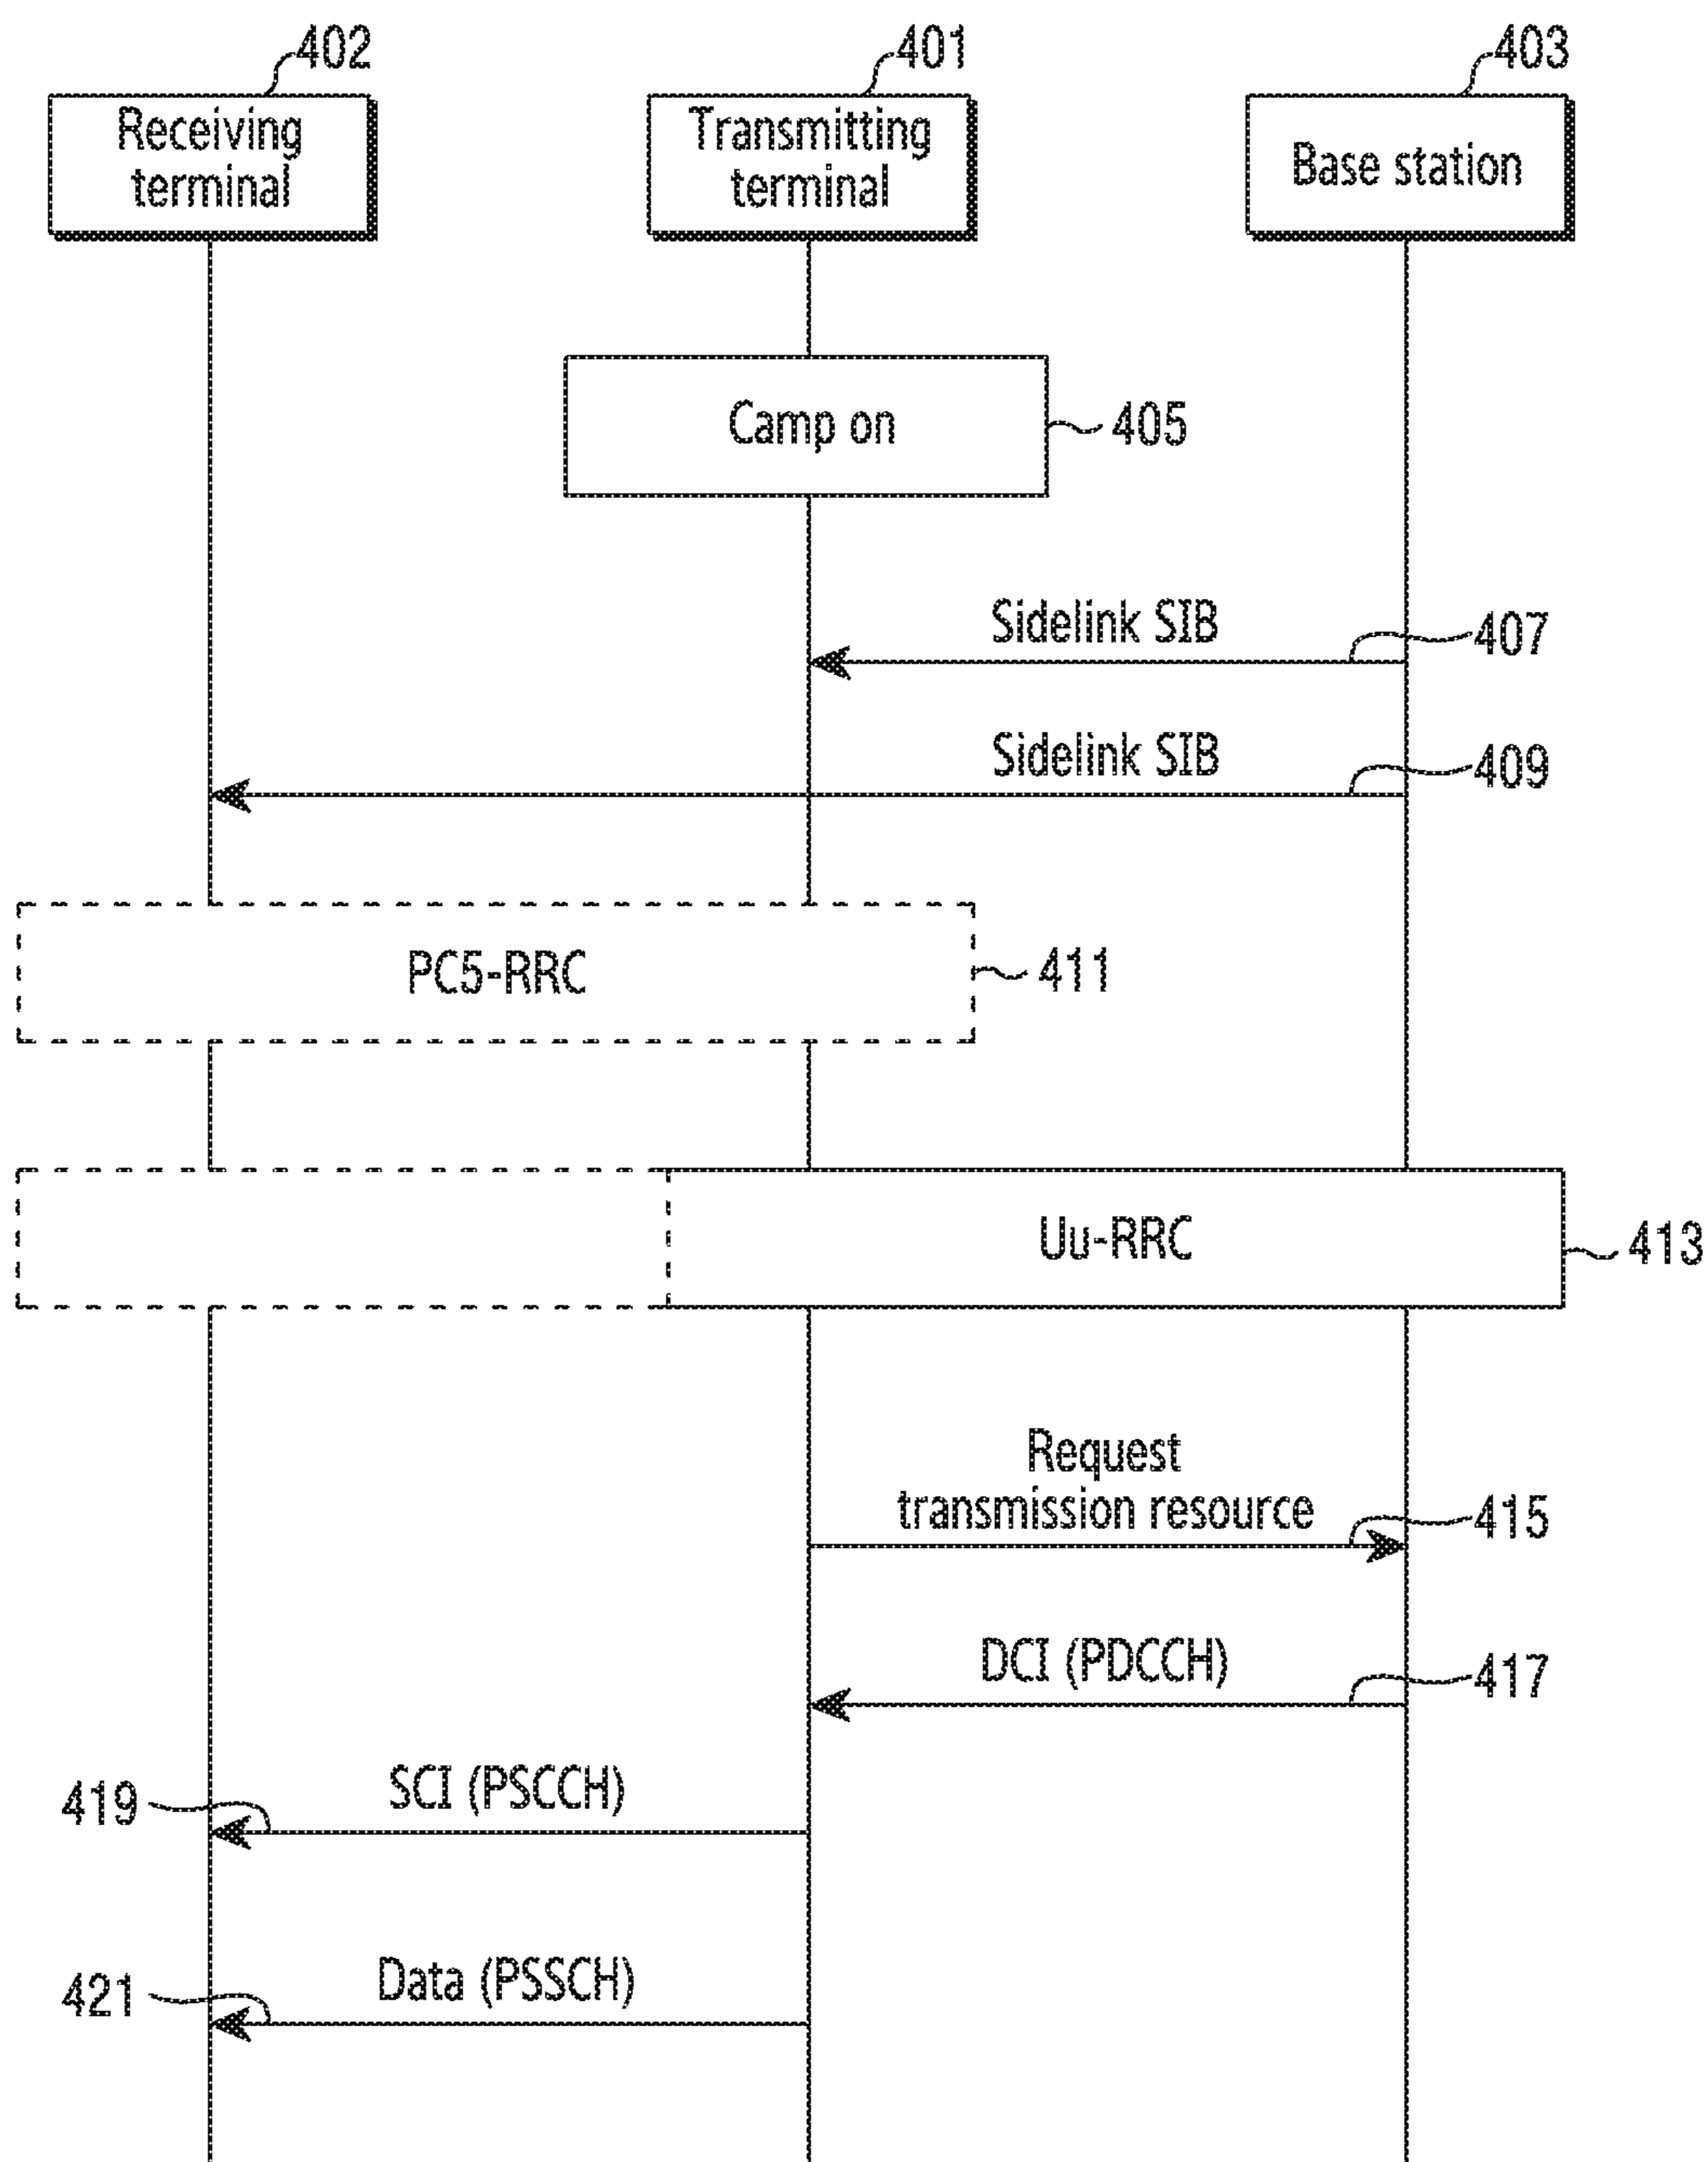 402
401
403
Receiving
terminal
Transmitting
terminal
Base station
Camp on
405
Sidelink SIB
407
Sidelink SIB
409
PC5-RRC
411
Uu-RRC
413
Request
transmission resource
415
DCI (PDCCH)
417
SCI (PSCCH)
419
Data (PSSCH)
421